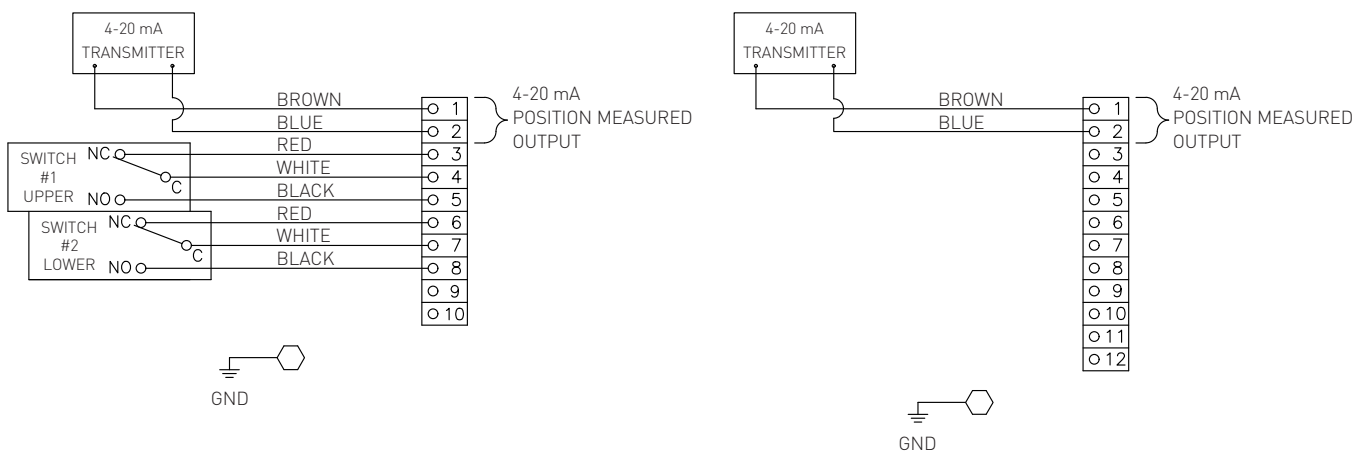 4-20 mA
TRANSMITTER
BROWN
BLUE
RED
WHITE
BLACK
RED
WHITE
BLACK
SWITCH
#1
UPPER
NC
C
NO
SWITCH
#2
LOWER
NC
C
NO
1
2
3
4
5
6
7
8
9
10
4-20 mA
POSITION MEASURED
OUTPUT
GND
4-20 mA
TRANSMITTER
BROWN
BLUE
1
2
3
4
5
6
7
8
9
10
11
12
4-20 mA
POSITION MEASURED
OUTPUT
GND